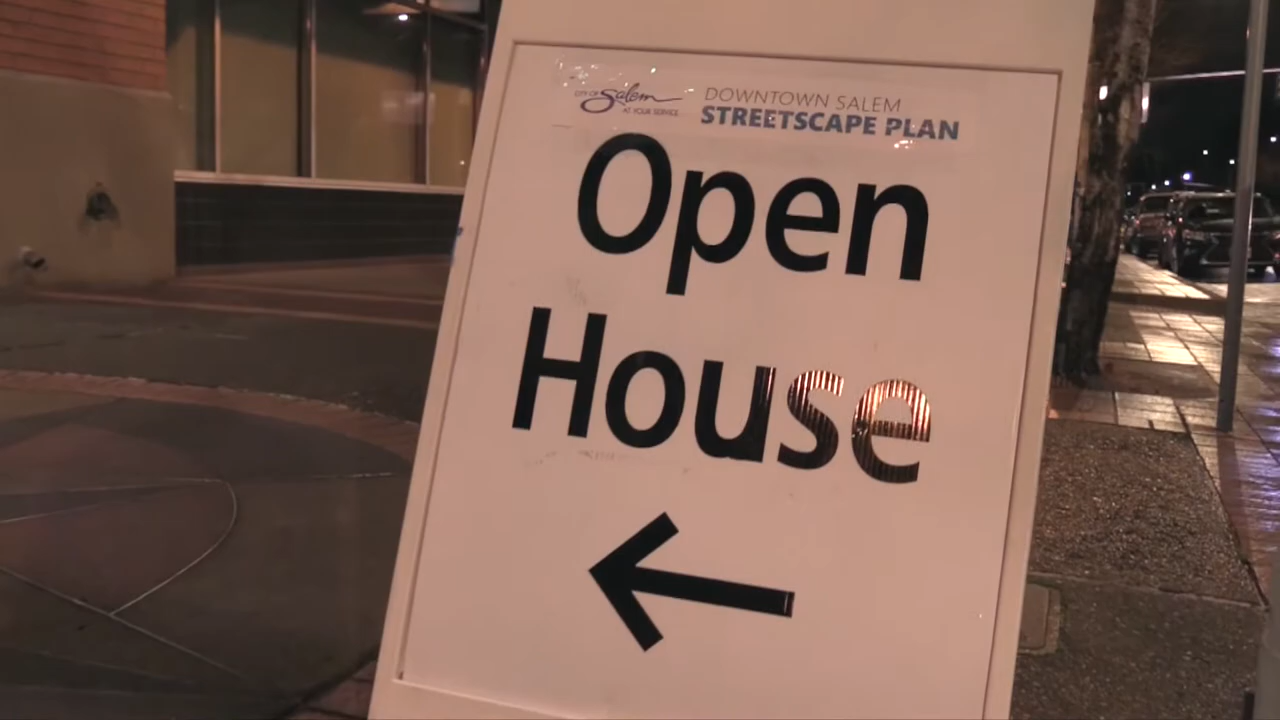 CITY OF Salem
AT YOUR SERVICE
DOWNTOWN SALEM
STREETSCAPE PLAN
Open
House